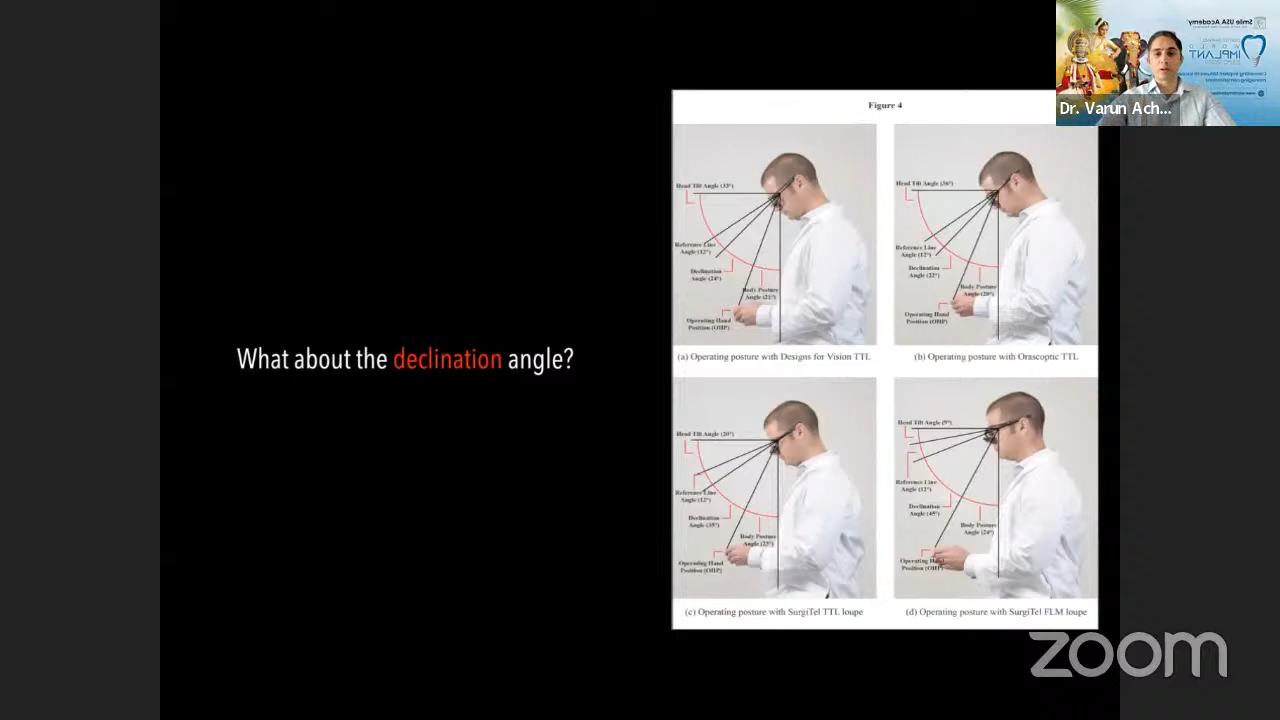 Smile USA Academy
WORLD
IMPLANT
Dr. Varun Ach...
What about the declination angle?
Figure 4
Head Tilt Angle (33°)
Reference Line
Angle (12°)
Declination
Angle (24°)
Body Posture
Angle (21°)
Operating Hand
Position (OHP)
(a) Operating posture with Designs for Vision TTL
Head Tilt Angle (36°)
Reference Line
Angle (12°)
Declination
Angle (22°)
Body Posture
Angle (20°)
Operating Hand
Position (OHP)
(b) Operating posture with Orascoptic TTL
Head Tilt Angle (20°)
Reference Line
Angle (12°)
Declination
Angle (35°)
Body Posture
Angle (23°)
Operating Hand
Position (OHP)
(c) Operating posture with SurgiTel TTL loupe
Head Tilt Angle (9°)
Reference Line
Angle (12°)
Declination
Angle (45°)
Body Posture
Angle (24°)
Operating Hand
Position (OHP)
(d) Operating posture with SurgiTel FLM loupe
zoom